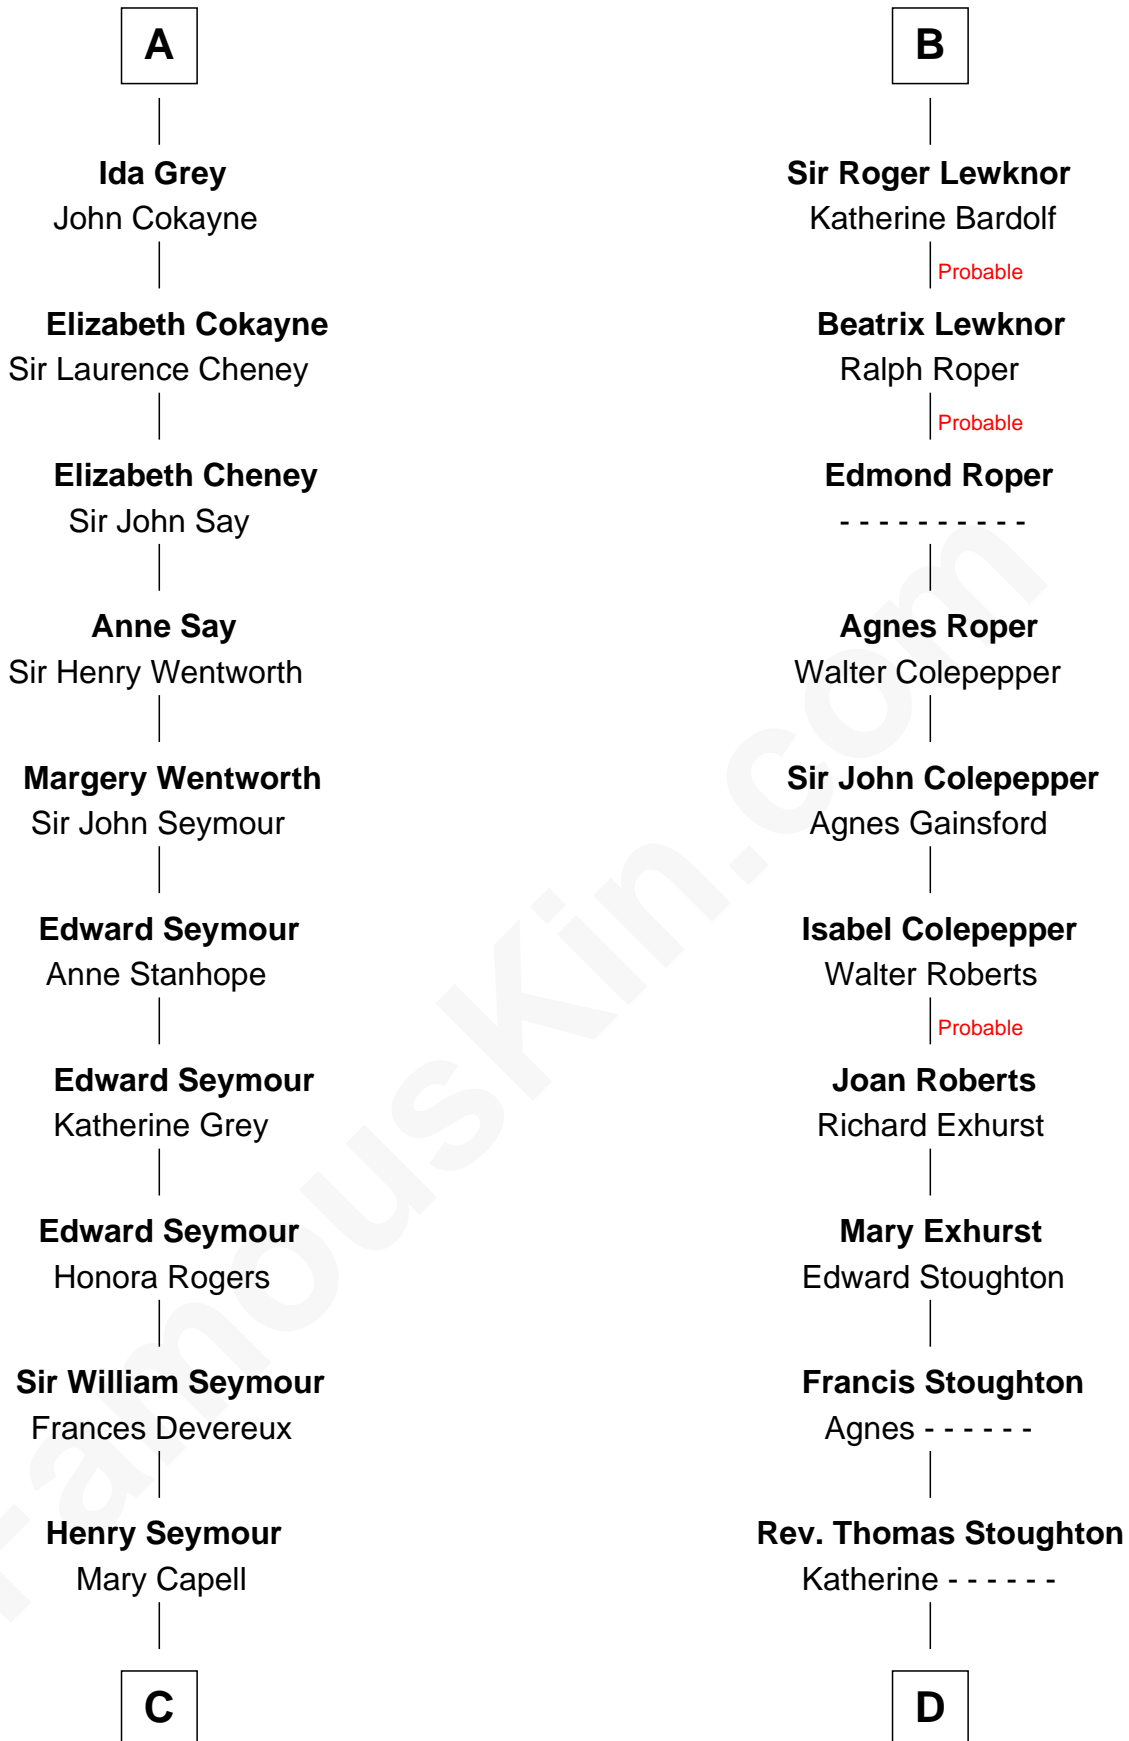 A
Ida Grey
John Cokayne
Elizabeth Cokayne
Sir Laurence Cheney
Elizabeth Cheney
Sir John Say
Anne Say
Sir Henry Wentworth
Margery Wentworth
Sir John Seymour
Edward Seymour
Anne Stanhope
Edward Seymour
Katherine Grey
Edward Seymour
Honora Rogers
Sir William Seymour
Frances Devereux
Henry Seymour
Mary Capell
C
B
Sir Roger Lewknor
Katherine Bardolf
Probable
Beatrix Lewknor
Ralph Roper
Probable
Edmond Roper
- - - - - - - - - -
Agnes Roper
Walter Colepepper
Sir John Colepepper
Agnes Gainsford
Isabel Colepepper
Walter Roberts
Probable
Joan Roberts
Richard Exhurst
Mary Exhurst
Edward Stoughton
Francis Stoughton
Agnes - - - - - -
Rev. Thomas Stoughton
Katherine - - - - - -
D
FamousKin.com